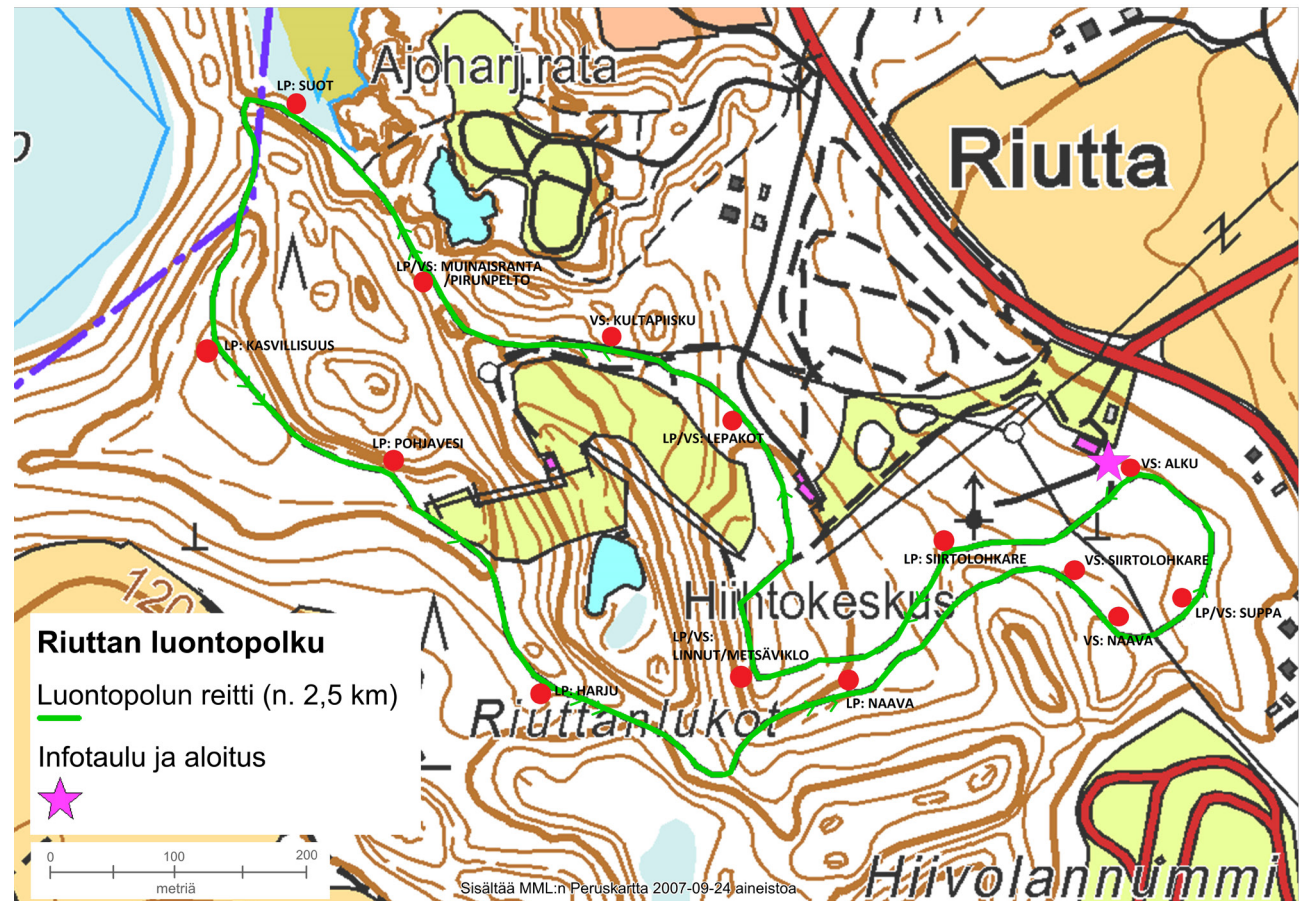 LP: SUOT
Ajoharj.rata
Riutta
LP/VS: MUINAISRANTA
/PIRUNPELTO
VS: KULTAPIISKU
LP: KASVILLISUUS
LP: POHJAVESI
LP/VS: LEPAKOT
VS: ALKU
LP: SIIRTOLOHKARE
VS: SIIRTOLOHKARE
Hiihtokeskus
LP/VS: SUPPA
VS: NAAVA
LP/VS:
LINNUT/METSÄVIKLO
LP: HARJU
LP: NAAVA
Riuttanlukot
120
Riuttan luontopolku
Luontopolun reitti (n. 2,5 km)
Infotaulu ja aloitus
0 100 200
metriä
Sisältää MML:n Peruskartta 2007-09-24 aineistoa
Hiivolannummi